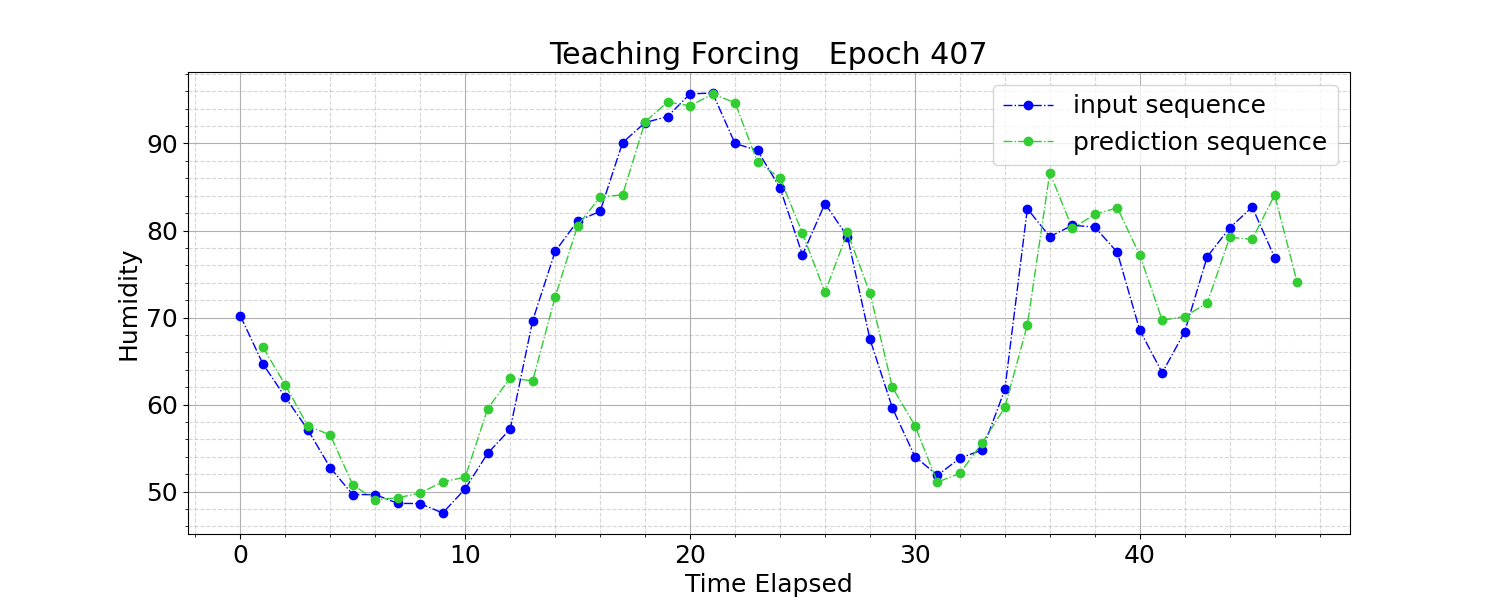 Teaching Forcing   Epoch 407
input sequence
prediction sequence
Humidity
90
80
70
60
50
0 10 20 30 40
Time Elapsed